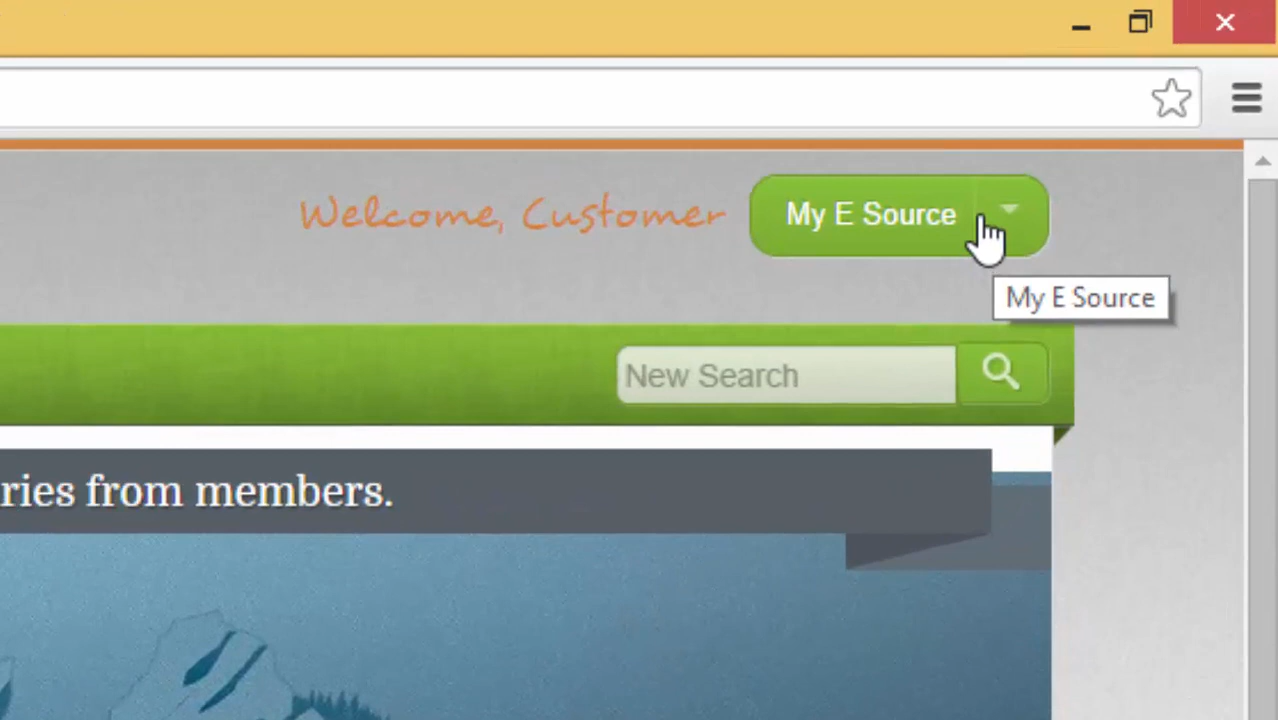 Welcome, Customer
My E Source
My E Source
New Search
ries from members.